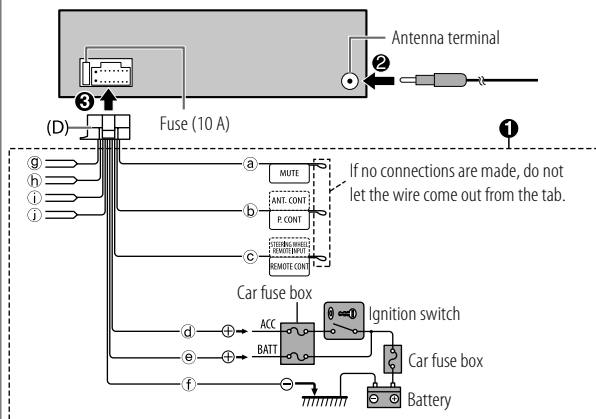 Antenna terminal
❷
❸
(D)
Fuse (10 A)
❶
ⓖ
ⓗ
ⓘ
ⓙ
ⓐ
MUTE
If no connections are made, do not
let the wire come out from the tab.
ⓑ
ANT. CONT
P. CONT
ⓒ
STEERING WHEEL
REMOTE INPUT
REMOTE CONT
Car fuse box
Ignition switch
ⓓ
⊕
ACC
ⓔ
⊕
BATT
Car fuse box
ⓕ
⊖
⊖ ⊕
Battery